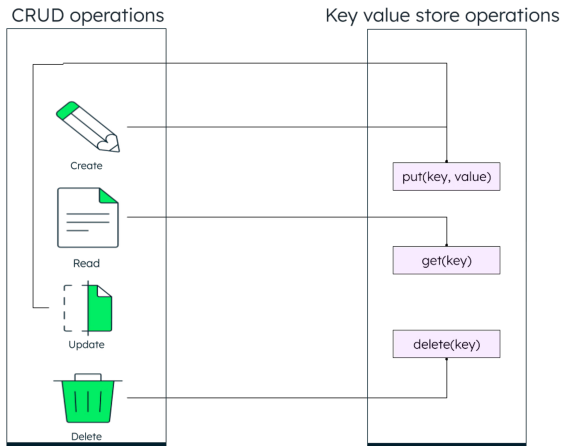 CRUD operations
Key value store operations
Create
put(key, value)
Read
get(key)
Update
delete(key)
Delete